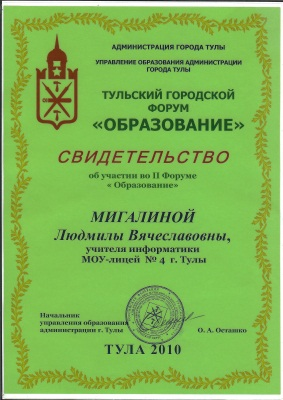 АДМИНИСТРАЦИЯ ГОРОДА ТУЛЫ
УПРАВЛЕНИЕ ОБРАЗОВАНИЯ АДМИНИСТРАЦИИ
ГОРОДА ТУЛЫ
ТУЛЬСКИЙ ГОРОДСКОЙ
ФОРУМ
«ОБРАЗОВАНИЕ»
СВИДЕТЕЛЬСТВО
об участии во II Форуме
« Образование»
МИГАЛИНОЙ
Людмилы Вячеславовны,
учителя информатики
МОУ-лицей № 4 г. Тулы
Начальник
управления образования
администрации г. Тулы
О. А. Осташко
ТУЛА 2010